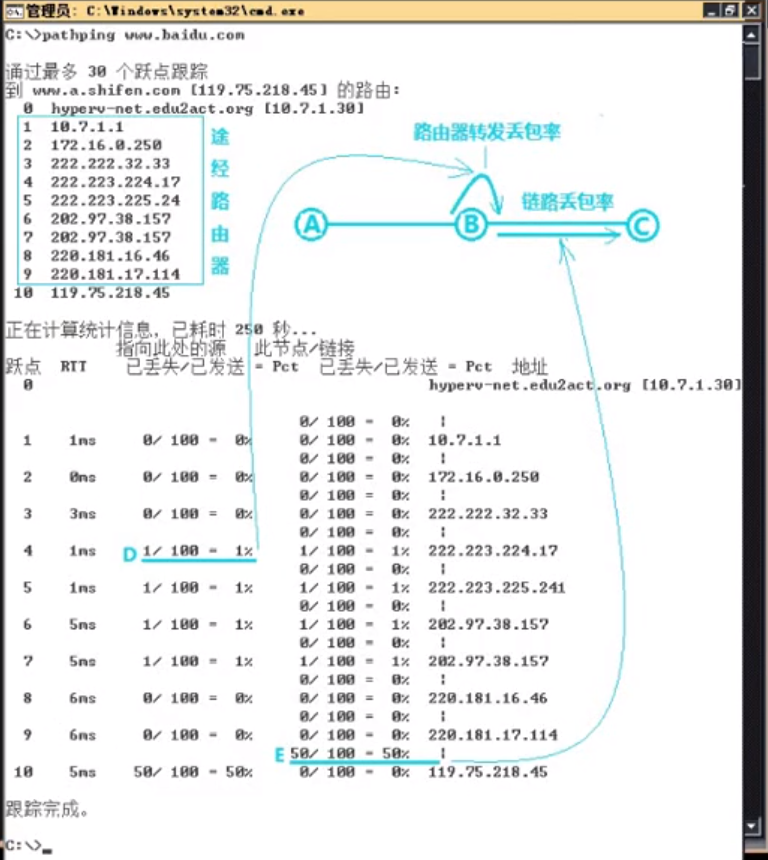 管理员: C:\Windows\system32\cmd.exe
C:\>pathping www.baidu.com
通过最多 30 个跃点跟踪
到 www.a.shifen.com [119.75.218.45] 的路由:
0 hyperv-net.edu2act.org [10.7.1.30]
1 10.7.1.1
2 172.16.0.250
3 222.222.32.33
4 222.223.224.17
5 222.223.225.24
6 202.97.38.157
7 202.97.38.157
8 220.181.16.46
9 220.181.17.114
10 119.75.218.45
途经路由器
路由器转发丢包率
链路丢包率
A B C
正在计算统计信息，已耗时 250 秒...
指向此处的源 此节点/链接
跃点 RTT 已丢失/已发送 = Pct 已丢失/已发送 = Pct 地址
0 hyperv-net.edu2act.org [10.7.1.30]
0/ 100 = 0% |
1 1ms 0/ 100 = 0% 0/ 100 = 0% 10.7.1.1
0/ 100 = 0% |
2 0ms 0/ 100 = 0% 0/ 100 = 0% 172.16.0.250
0/ 100 = 0% |
3 3ms 0/ 100 = 0% 0/ 100 = 0% 222.222.32.33
0/ 100 = 0% |
4 1ms D 1/ 100 = 1% 1/ 100 = 1% 222.223.224.17
0/ 100 = 0% |
5 1ms 1/ 100 = 1% 1/ 100 = 1% 222.223.225.241
0/ 100 = 0% |
6 5ms 1/ 100 = 1% 1/ 100 = 1% 202.97.38.157
0/ 100 = 0% |
7 5ms 1/ 100 = 1% 1/ 100 = 1% 202.97.38.157
0/ 100 = 0% |
8 6ms 0/ 100 = 0% 0/ 100 = 0% 220.181.16.46
0/ 100 = 0% |
9 6ms 0/ 100 = 0% 0/ 100 = 0% 220.181.17.114
E 50/ 100 = 50% |
10 5ms 50/ 100 = 50% 0/ 100 = 0% 119.75.218.45
跟踪完成。
C:\>_